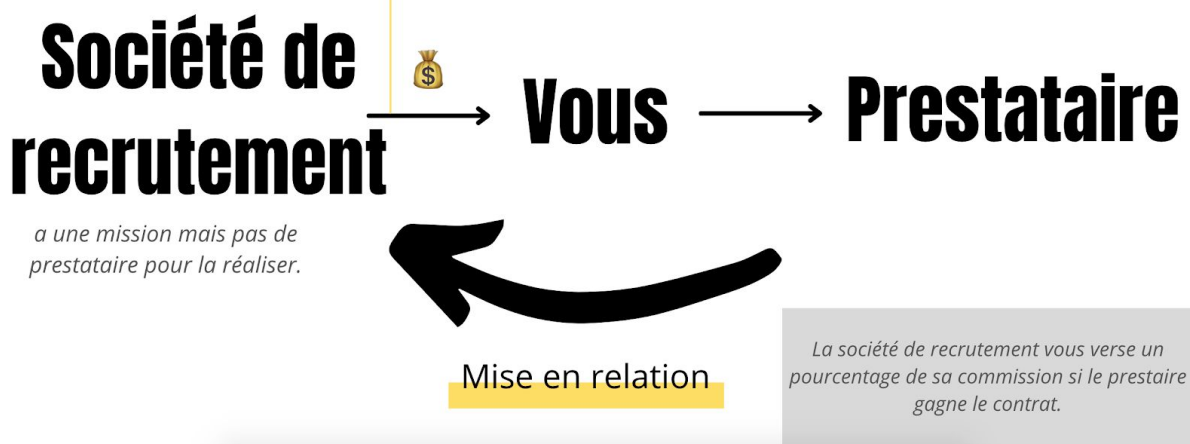 Société de
recrutement
a une mission mais pas de
prestataire pour la réaliser.
$
Vous
Prestataire
Mise en relation
La société de recrutement vous verse un
pourcentage de sa commission si le prestaire
gagne le contrat.